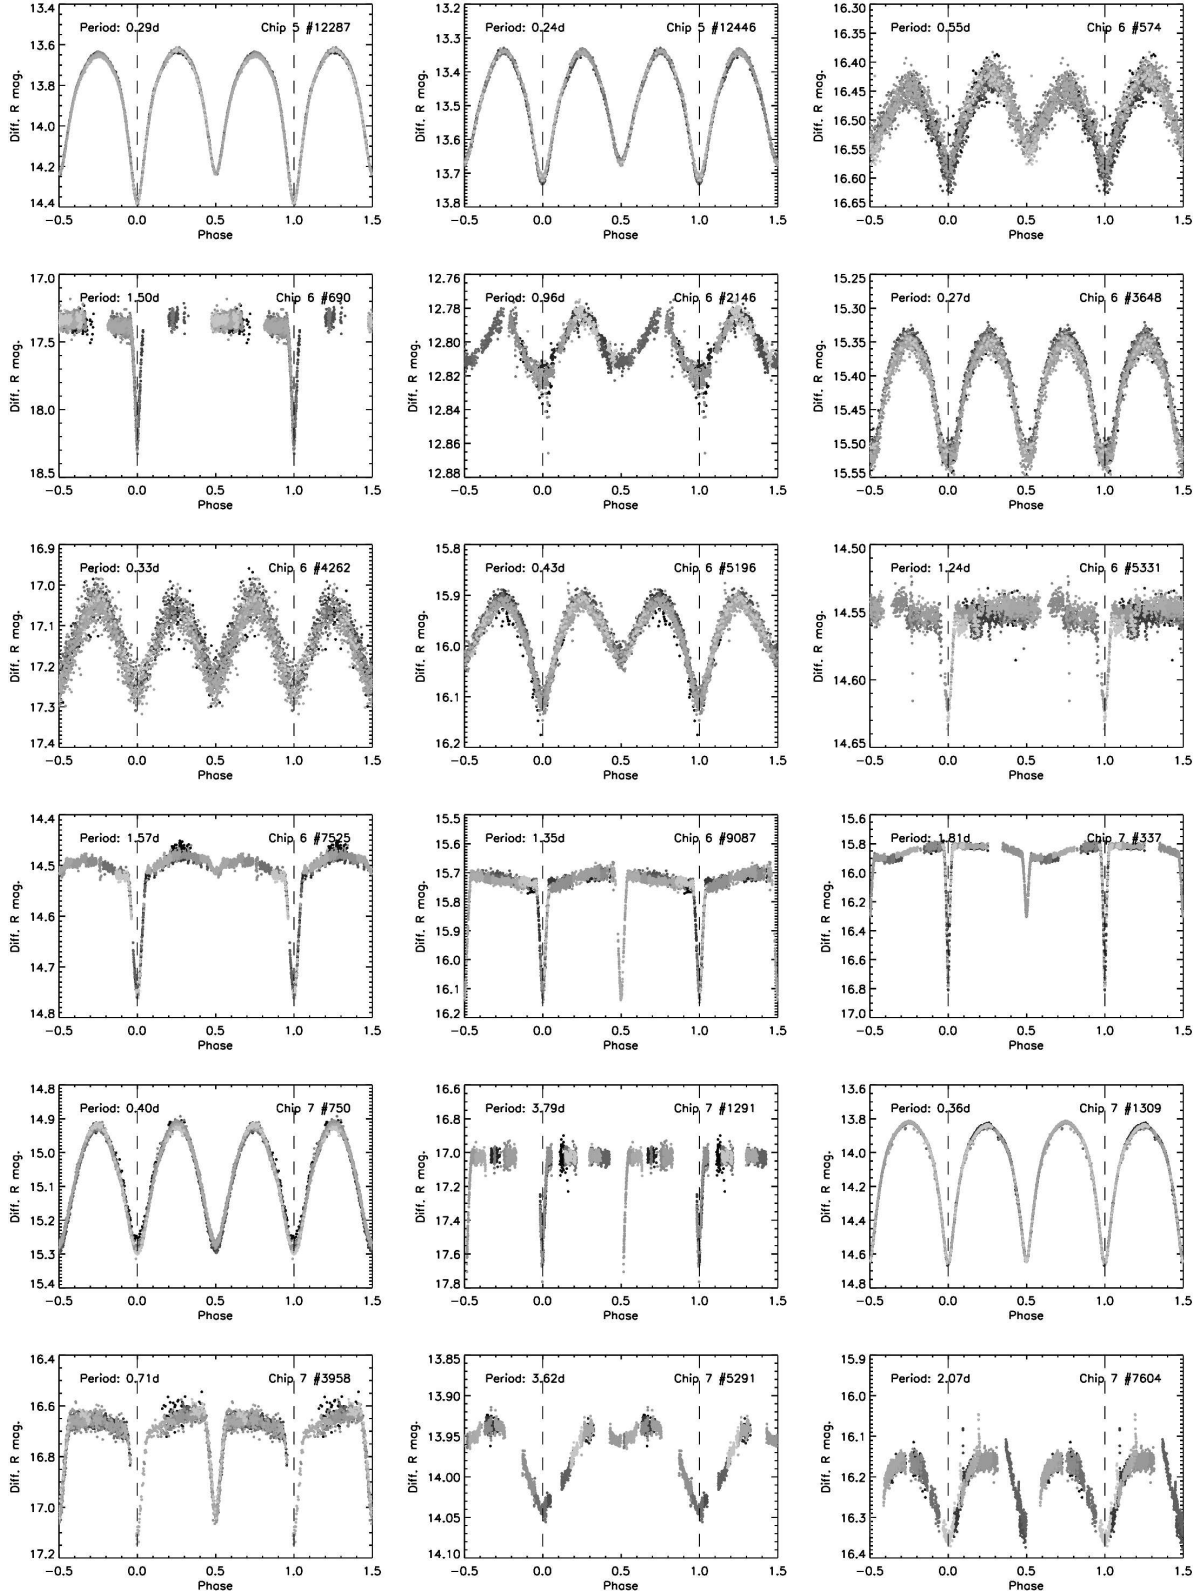 Period: 0.29d Chip 5 #12287
Diff. R mag.
13.6
13.8
14.0
14.2
14.4
−0.5 0.0 0.5 1.0 1.5
Phase
Period: 0.24d Chip 5 #12446
Diff. R mag.
13.2
13.3
13.4
13.5
13.6
13.7
13.8
−0.5 0.0 0.5 1.0 1.5
Phase
Period: 0.55d Chip 6 #574
Diff. R mag.
16.30
16.35
16.40
16.45
16.50
16.55
16.60
16.65
−0.5 0.0 0.5 1.0 1.5
Phase
Period: 1.50d Chip 6 #690
Diff. R mag.
17.0
17.5
18.0
18.5
−0.5 0.0 0.5 1.0 1.5
Phase
Period: 0.96d Chip 6 #2146
Diff. R mag.
12.76
12.78
12.80
12.82
12.84
12.86
12.88
−0.5 0.0 0.5 1.0 1.5
Phase
Period: 0.27d Chip 6 #3648
Diff. R mag.
15.25
15.30
15.35
15.40
15.45
15.50
15.55
−0.5 0.0 0.5 1.0 1.5
Phase
Period: 0.33d Chip 6 #4262
Diff. R mag.
16.9
17.0
17.1
17.2
17.3
17.4
−0.5 0.0 0.5 1.0 1.5
Phase
Period: 0.43d Chip 6 #5196
Diff. R mag.
15.8
15.9
16.0
16.1
16.2
−0.5 0.0 0.5 1.0 1.5
Phase
Period: 1.24d Chip 6 #5331
Diff. R mag.
14.50
14.55
14.60
14.65
−0.5 0.0 0.5 1.0 1.5
Phase
Period: 1.57d Chip 6 #7525
Diff. R mag.
14.4
14.5
14.6
14.7
14.8
−0.5 0.0 0.5 1.0 1.5
Phase
Period: 1.35d Chip 6 #9087
Diff. R mag.
15.5
15.6
15.7
15.8
15.9
16.0
16.1
16.2
−0.5 0.0 0.5 1.0 1.5
Phase
Period: 1.81d Chip 7 #337
Diff. R mag.
15.6
15.8
16.0
16.2
16.4
16.6
16.8
17.0
−0.5 0.0 0.5 1.0 1.5
Phase
Period: 0.40d Chip 7 #750
Diff. R mag.
14.8
14.9
15.0
15.1
15.2
15.3
15.4
−0.5 0.0 0.5 1.0 1.5
Phase
Period: 3.79d Chip 7 #1291
Diff. R mag.
16.6
16.8
17.0
17.2
17.4
17.6
17.8
−0.5 0.0 0.5 1.0 1.5
Phase
Period: 0.36d Chip 7 #1309
Diff. R mag.
13.6
13.8
14.0
14.2
14.4
14.6
14.8
−0.5 0.0 0.5 1.0 1.5
Phase
Period: 0.71d Chip 7 #3958
Diff. R mag.
16.4
16.6
16.8
17.0
17.2
−0.5 0.0 0.5 1.0 1.5
Phase
Period: 3.62d Chip 7 #5291
Diff. R mag.
13.85
13.90
13.95
14.00
14.05
14.10
−0.5 0.0 0.5 1.0 1.5
Phase
Period: 2.07d Chip 7 #7604
Diff. R mag.
15.9
16.0
16.1
16.2
16.3
16.4
−0.5 0.0 0.5 1.0 1.5
Phase